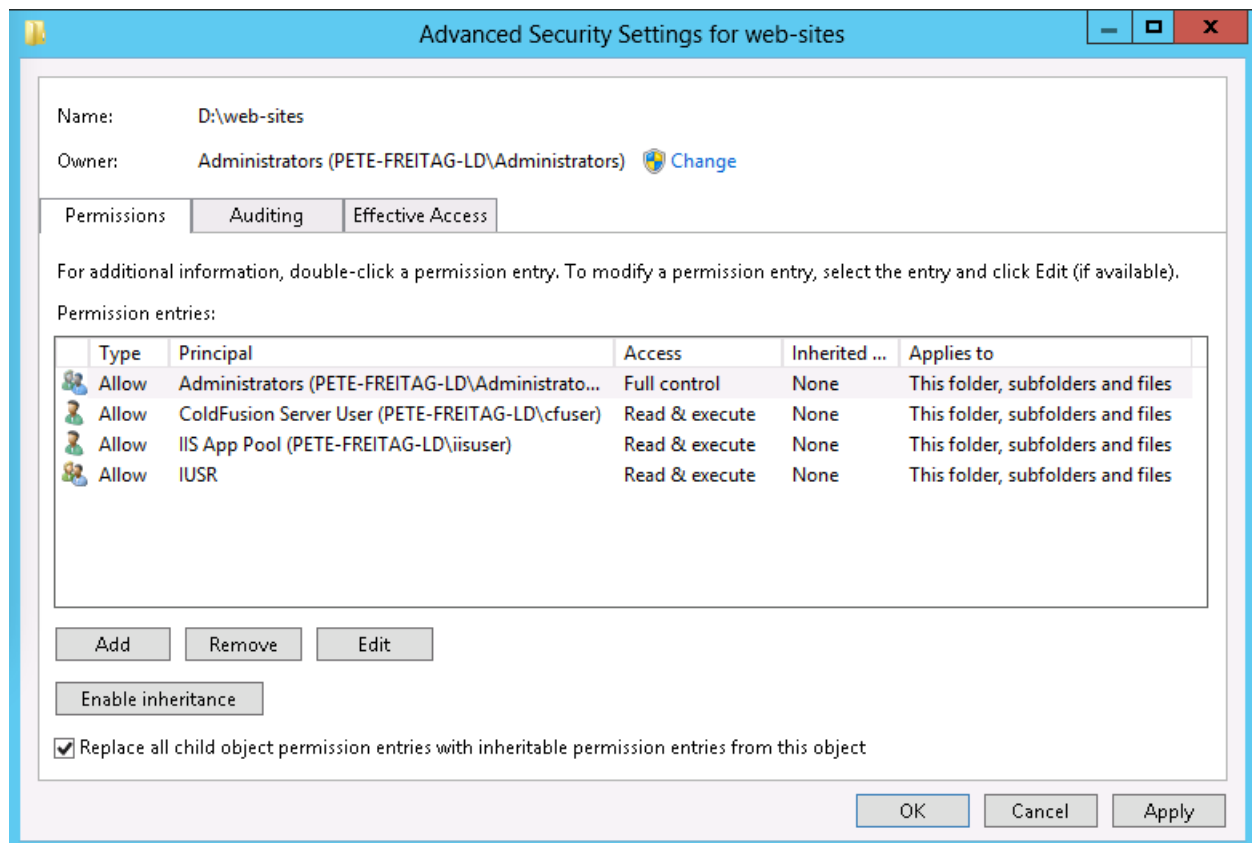 Advanced Security Settings for web-sites
x
Name: D:\web-sites
Owner: Administrators (PETE-FREITAG-LD\Administrators) Change
Permissions Auditing Effective Access
For additional information, double-click a permission entry. To modify a permission entry, select the entry and click Edit (if available).
Permission entries:
Type Principal Access Inherited ... Applies to
Allow Administrators (PETE-FREITAG-LD\Administrato... Full control None This folder, subfolders and files
Allow ColdFusion Server User (PETE-FREITAG-LD\cfuser) Read & execute None This folder, subfolders and files
Allow IIS App Pool (PETE-FREITAG-LD\iisuser) Read & execute None This folder, subfolders and files
Allow IUSR Read & execute None This folder, subfolders and files
Add Remove Edit
Enable inheritance
Replace all child object permission entries with inheritable permission entries from this object
OK Cancel Apply